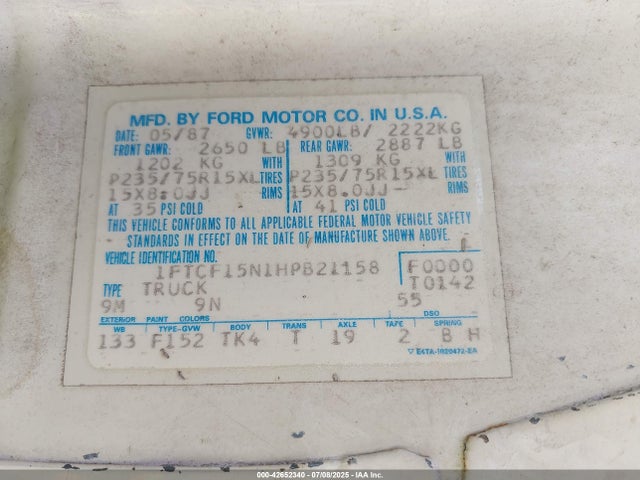 MFD. BY FORD MOTOR CO. IN U.S.A.
DATE: 05/87 GVWR: 4900LB/ 2222KG
FRONT GAWR: 2650 LB REAR GAWR: 2887 LB
1202 KG WITH 1309 KG WITH
P235/75R15XL TIRES P235/75R15XL TIRES
15X8.0JJ RIMS 15X8.0JJ RIMS
AT 35 PSI COLD AT 41 PSI COLD
THIS VEHICLE CONFORMS TO ALL APPLICABLE FEDERAL MOTOR VEHICLE SAFETY
STANDARDS IN EFFECT ON THE DATE OF MANUFACTURE SHOWN ABOVE.
VEHICLE IDENTIFICATION NO.
1FTCF15N1HPB21158 F0000
TYPE TRUCK T0142
9M 9N 55
EXTERIOR PAINT COLORS DSO
WB TYPE-GVW BODY TRANS AXLE TAPE SPRING
133 F152 TK4 T 19 2 B H
E4TA-1520472-EA
000-42652340 - 07/08/2025 - IAATX.COM